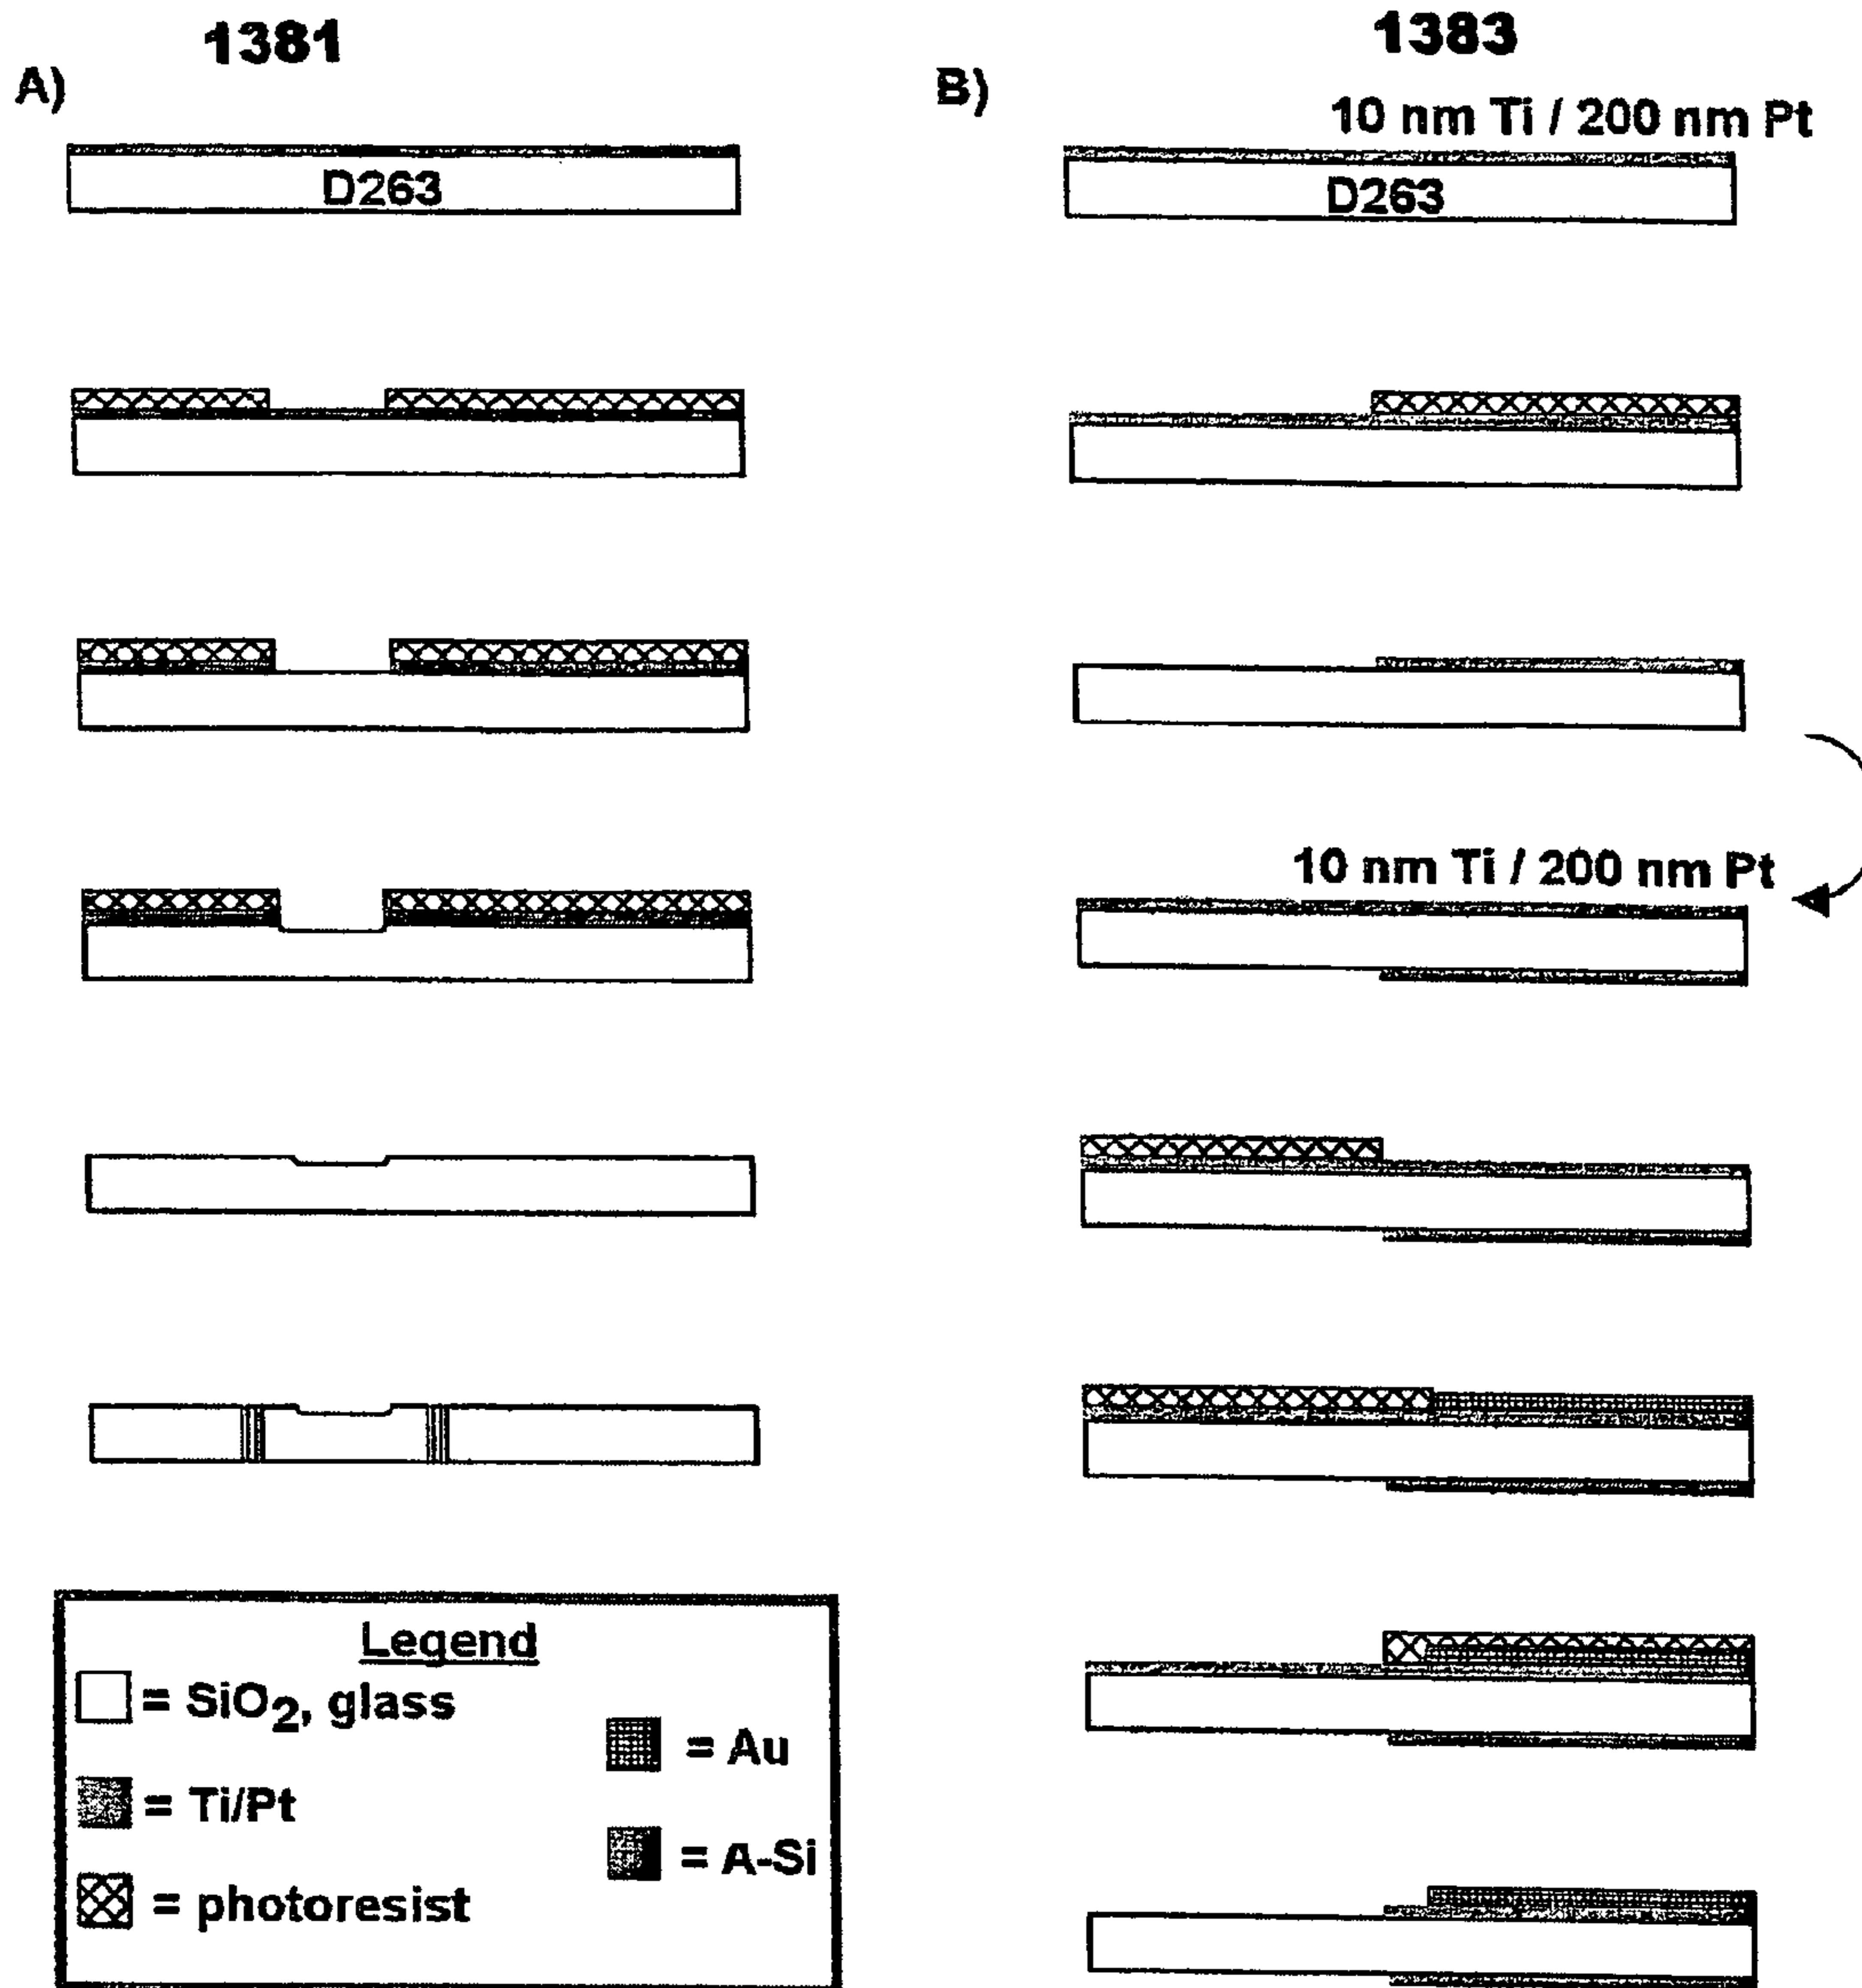 1381
A)
D263
1383
B)
10 nm Ti / 200 nm Pt
D263
10 nm Ti / 200 nm Pt
Legend
= SiO2, glass
= Ti/Pt
= photoresist
= Au
= A-Si